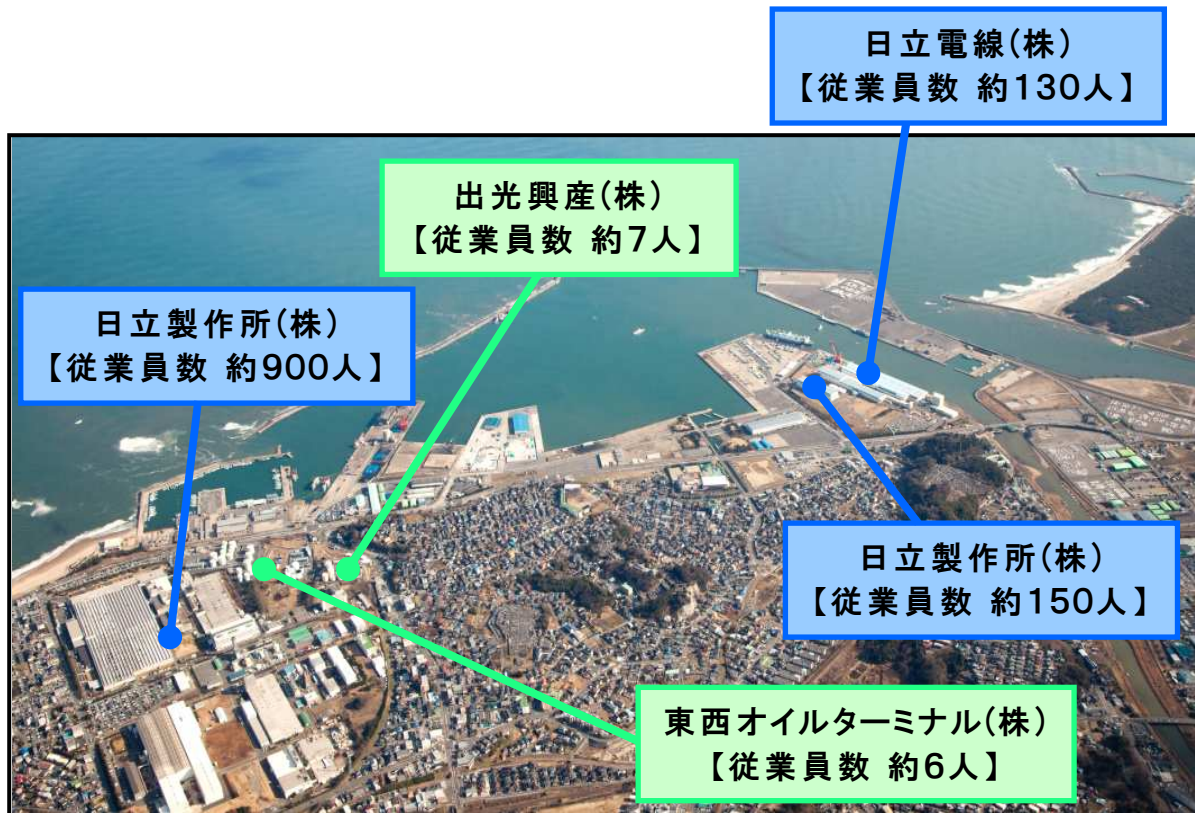 日立電線(株)
【従業員数 約130人】
出光興産(株)
【従業員数 約7人】
日立製作所(株)
【従業員数 約900人】
日立製作所(株)
【従業員数 約150人】
東西オイルターミナル(株)
【従業員数 約6人】